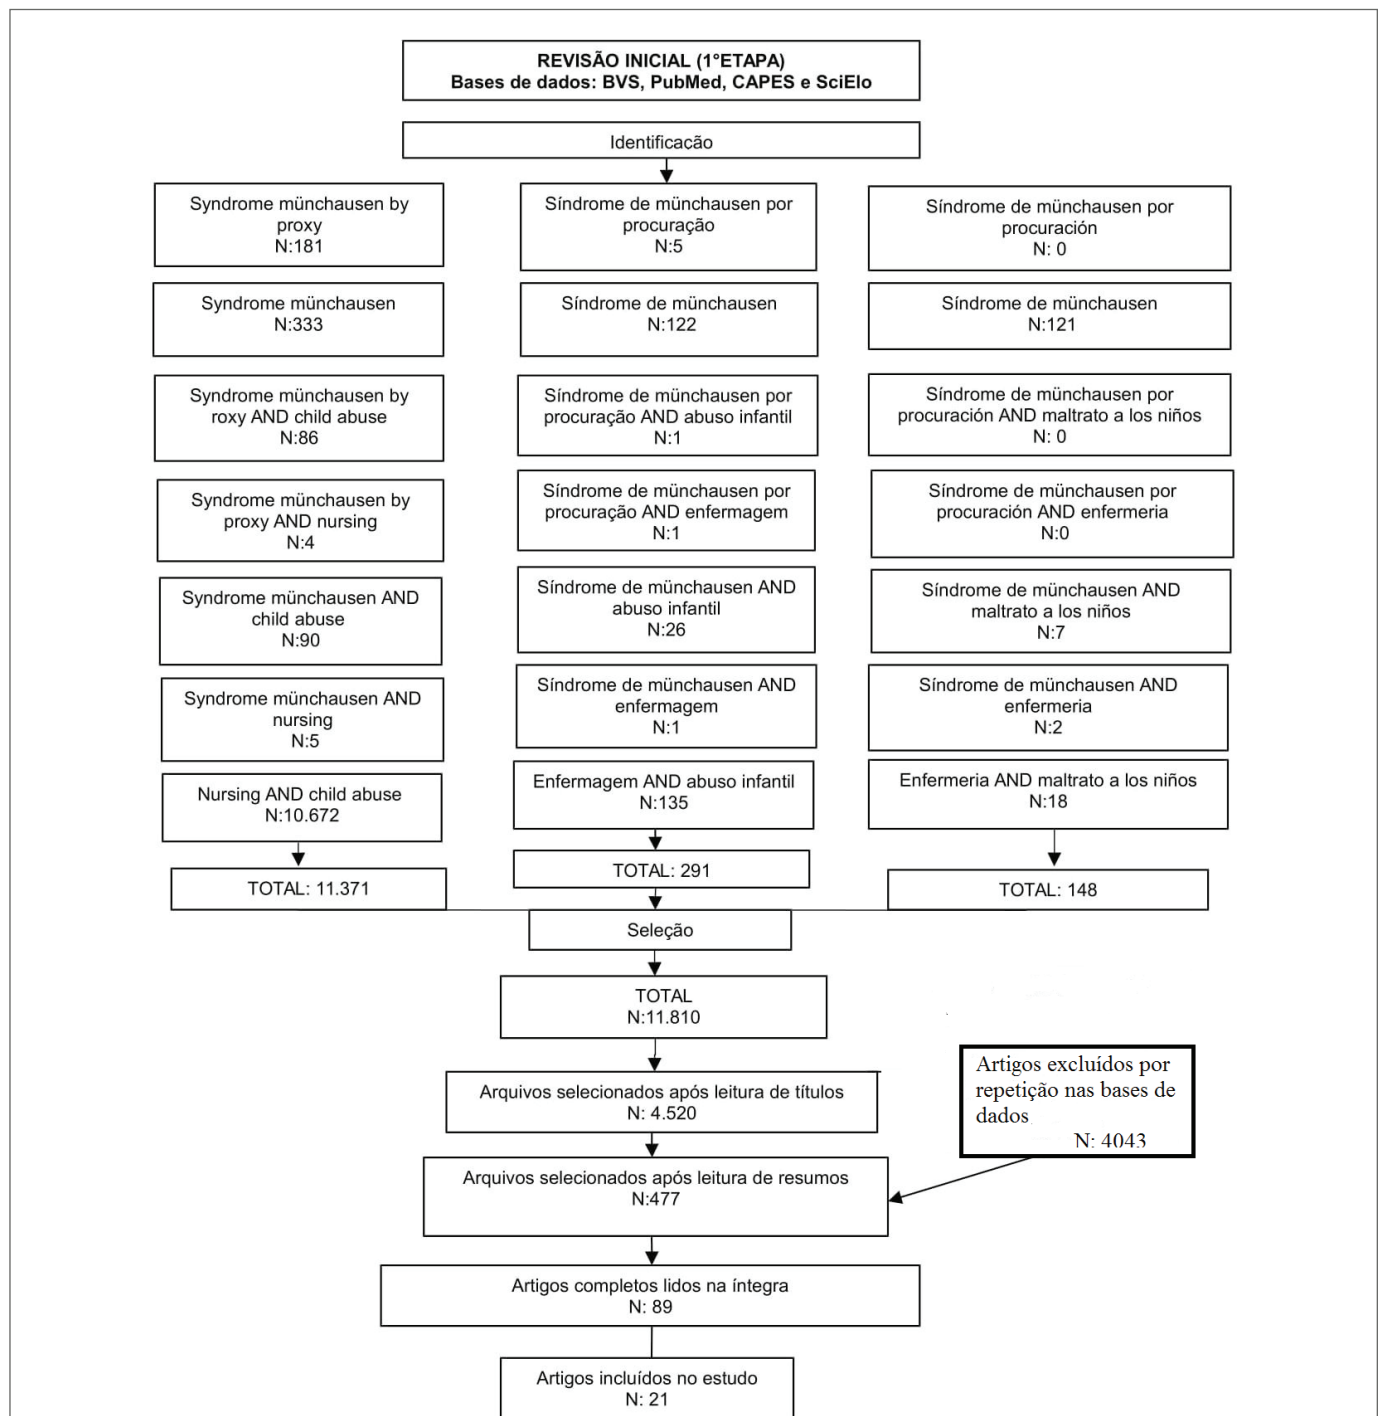 REVISÃO INICIAL (1°ETAPA)
Bases de dados: BVS, PubMed, CAPES e SciElo
Identificação
Syndrome münchausen by
proxy
N:181
Syndrome münchausen
N:333
Syndrome münchausen by
roxy AND child abuse
N:86
Syndrome münchausen by
proxy AND nursing
N:4
Syndrome münchausen AND
child abuse
N:90
Syndrome münchausen AND
nursing
N:5
Nursing AND child abuse
N:10.672
TOTAL: 11.371
Síndrome de münchausen por
procuração
N:5
Síndrome de münchausen
N:122
Síndrome de münchausen por
procuração AND abuso infantil
N:1
Síndrome de münchausen por
procuração AND enfermagem
N:1
Síndrome de münchausen AND
abuso infantil
N:26
Síndrome de münchausen AND
enfermagem
N:1
Enfermagem AND abuso infantil
N:135
TOTAL: 291
Síndrome de münchausen por
procuración
N: 0
Síndrome de münchausen
N:121
Síndrome de münchausen por
procuración AND maltrato a los niños
N: 0
Síndrome de münchausen por
procuración AND enfermeria
N:0
Síndrome de münchausen AND
maltrato a los niños
N:7
Síndrome de münchausen AND
enfermeria
N:2
Enfermeria AND maltrato a los niños
N:18
TOTAL: 148
Seleção
TOTAL
N:11.810
Arquivos selecionados após leitura de títulos
N: 4.520
Artigos excluídos por
repetição nas bases de
dados
N: 4043
Arquivos selecionados após leitura de resumos
N:477
Artigos completos lidos na íntegra
N: 89
Artigos incluídos no estudo
N: 21